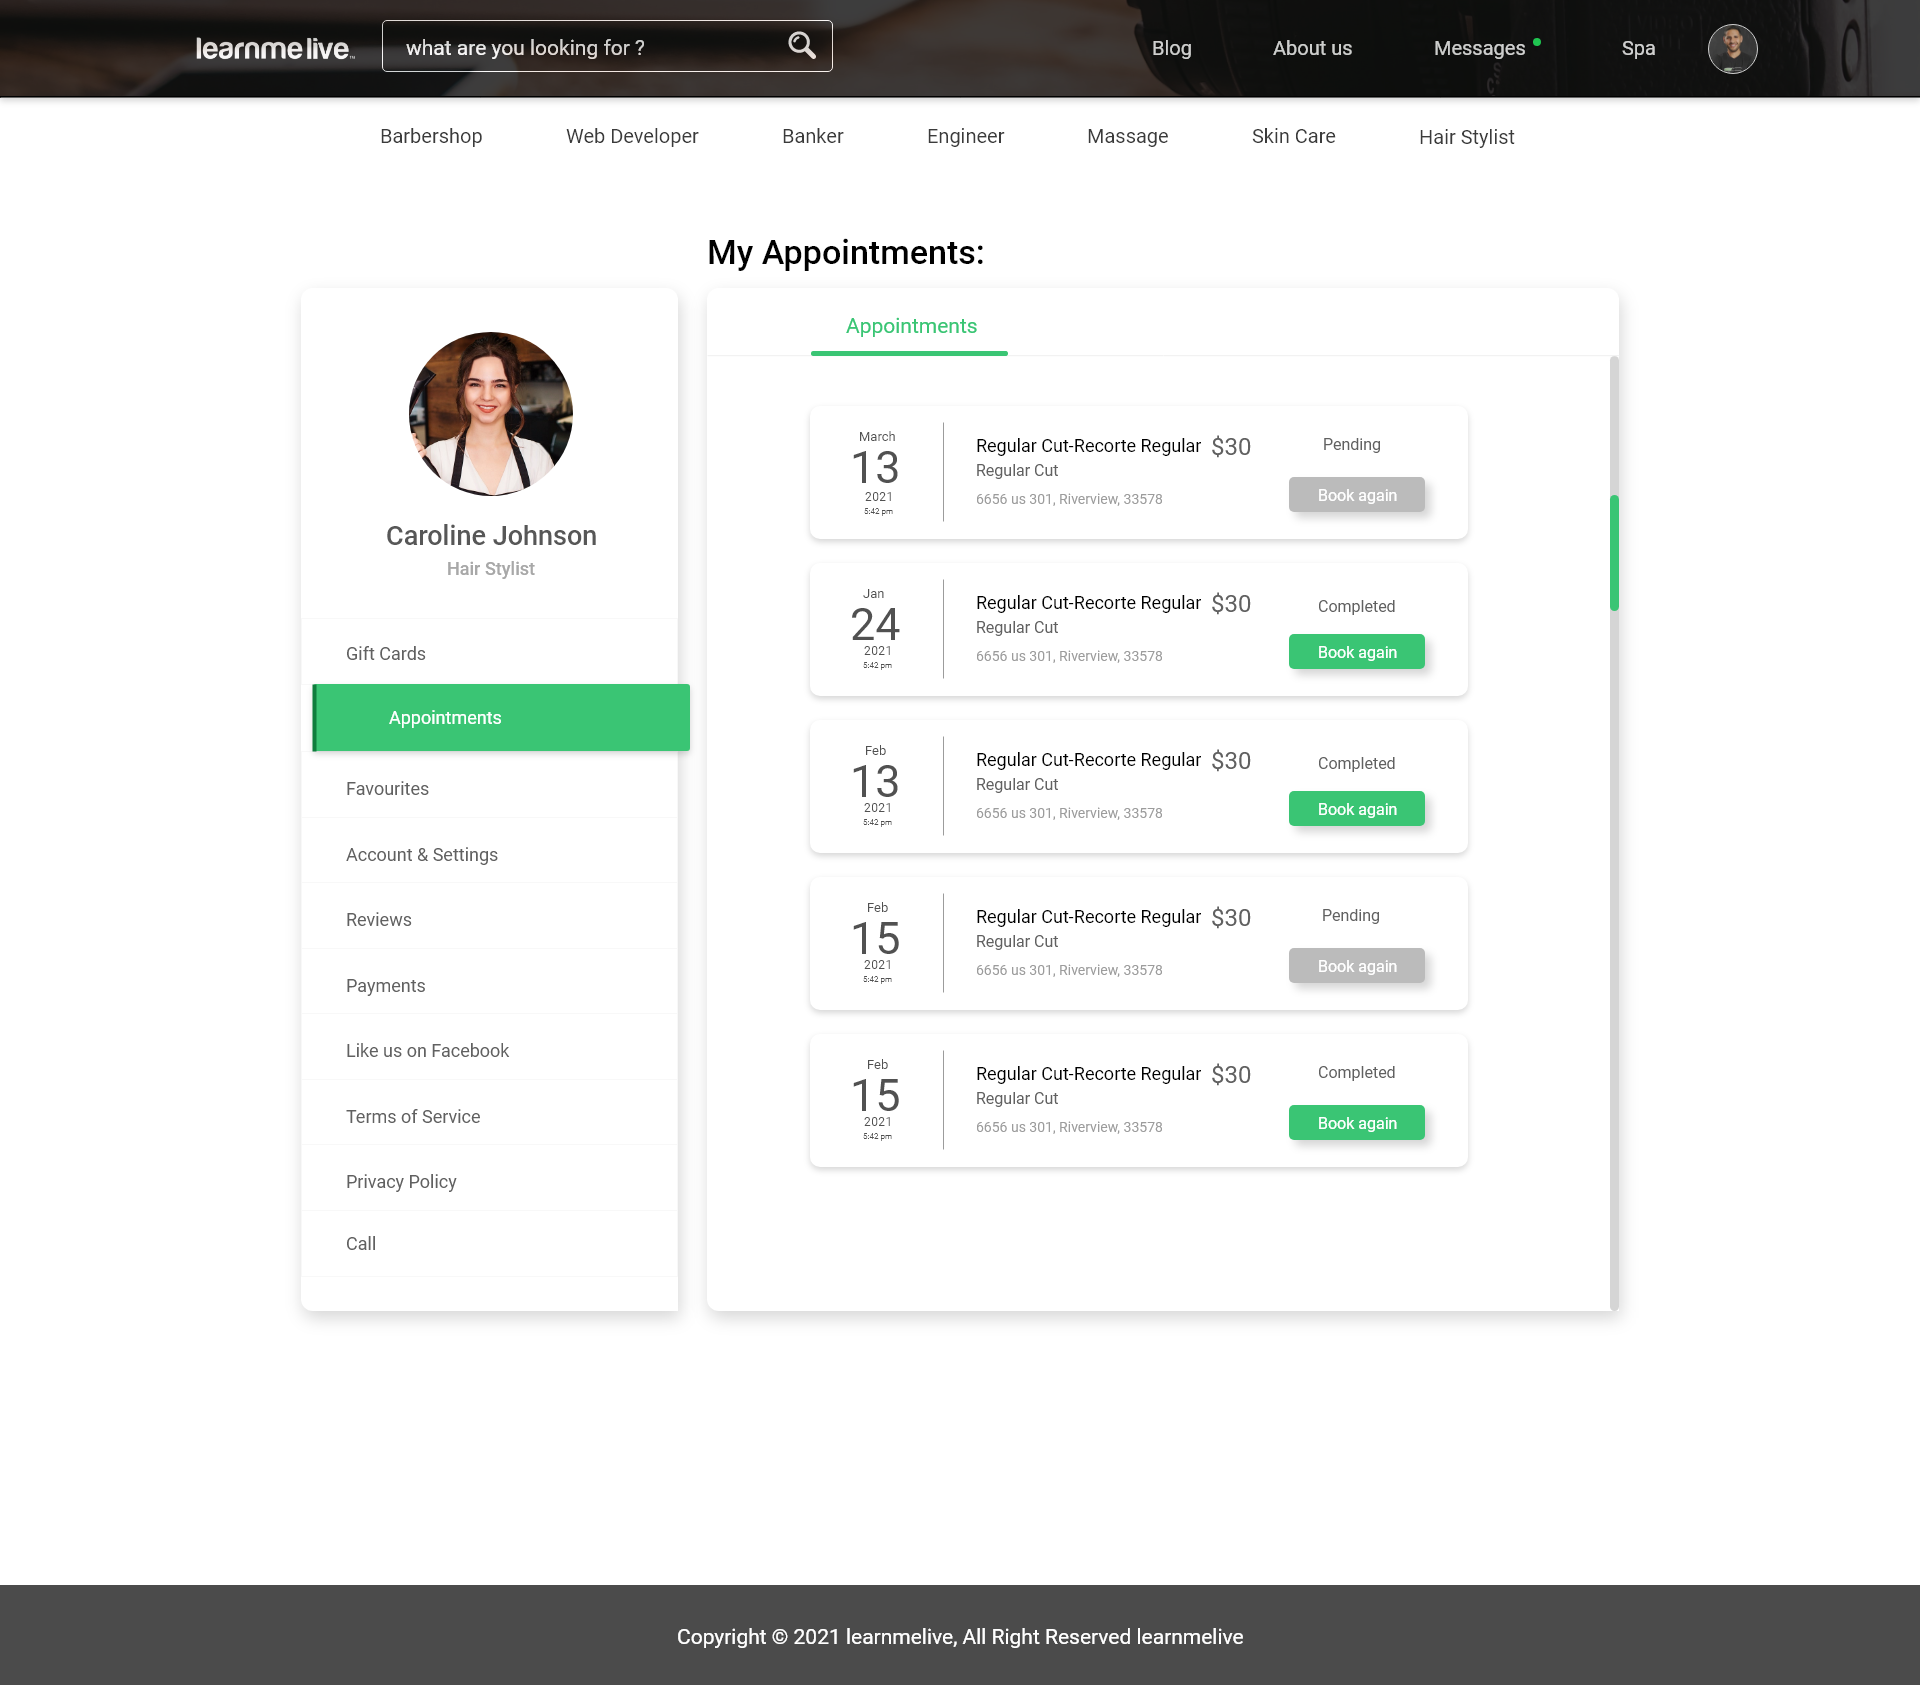 learnme live™
what are you looking for ?
Blog
About us
Messages
Spa
Barbershop
Web Developer
Banker
Engineer
Massage
Skin Care
Hair Stylist
My Appointments:
Caroline Johnson
Hair Stylist
Gift Cards
Appointments
Favourites
Account & Settings
Reviews
Payments
Like us on Facebook
Terms of Service
Privacy Policy
Call
Appointments
March
13
2021
5:42 pm
Regular Cut-Recorte Regular $30
Regular Cut
6656 us 301, Riverview, 33578
Pending
Book again
Jan
24
2021
5:42 pm
Regular Cut-Recorte Regular $30
Regular Cut
6656 us 301, Riverview, 33578
Completed
Book again
Feb
13
2021
5:42 pm
Regular Cut-Recorte Regular $30
Regular Cut
6656 us 301, Riverview, 33578
Completed
Book again
Feb
15
2021
5:42 pm
Regular Cut-Recorte Regular $30
Regular Cut
6656 us 301, Riverview, 33578
Pending
Book again
Feb
15
2021
5:42 pm
Regular Cut-Recorte Regular $30
Regular Cut
6656 us 301, Riverview, 33578
Completed
Book again
Copyright © 2021 learnmelive, All Right Reserved learnmelive